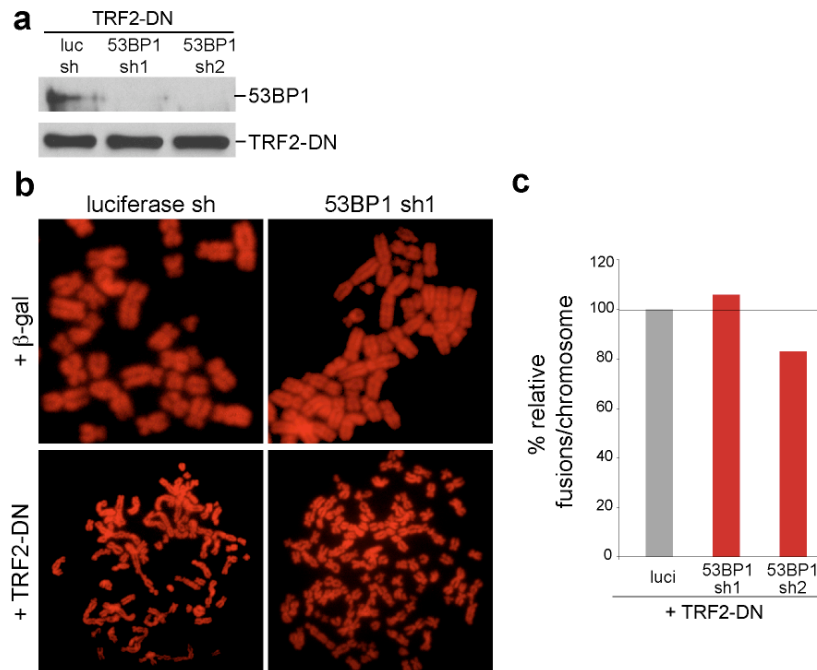 a
TRF2-DN
luc 53BP1 53BP1
sh sh1 sh2
53BP1
TRF2-DN
b
luciferase sh 53BP1 sh1
+ β-gal
+ TRF2-DN
c
% relative
fusions/chromosome
120
100
80
60
40
20
0
luci 53BP1 53BP1
sh1 sh2
+ TRF2-DN